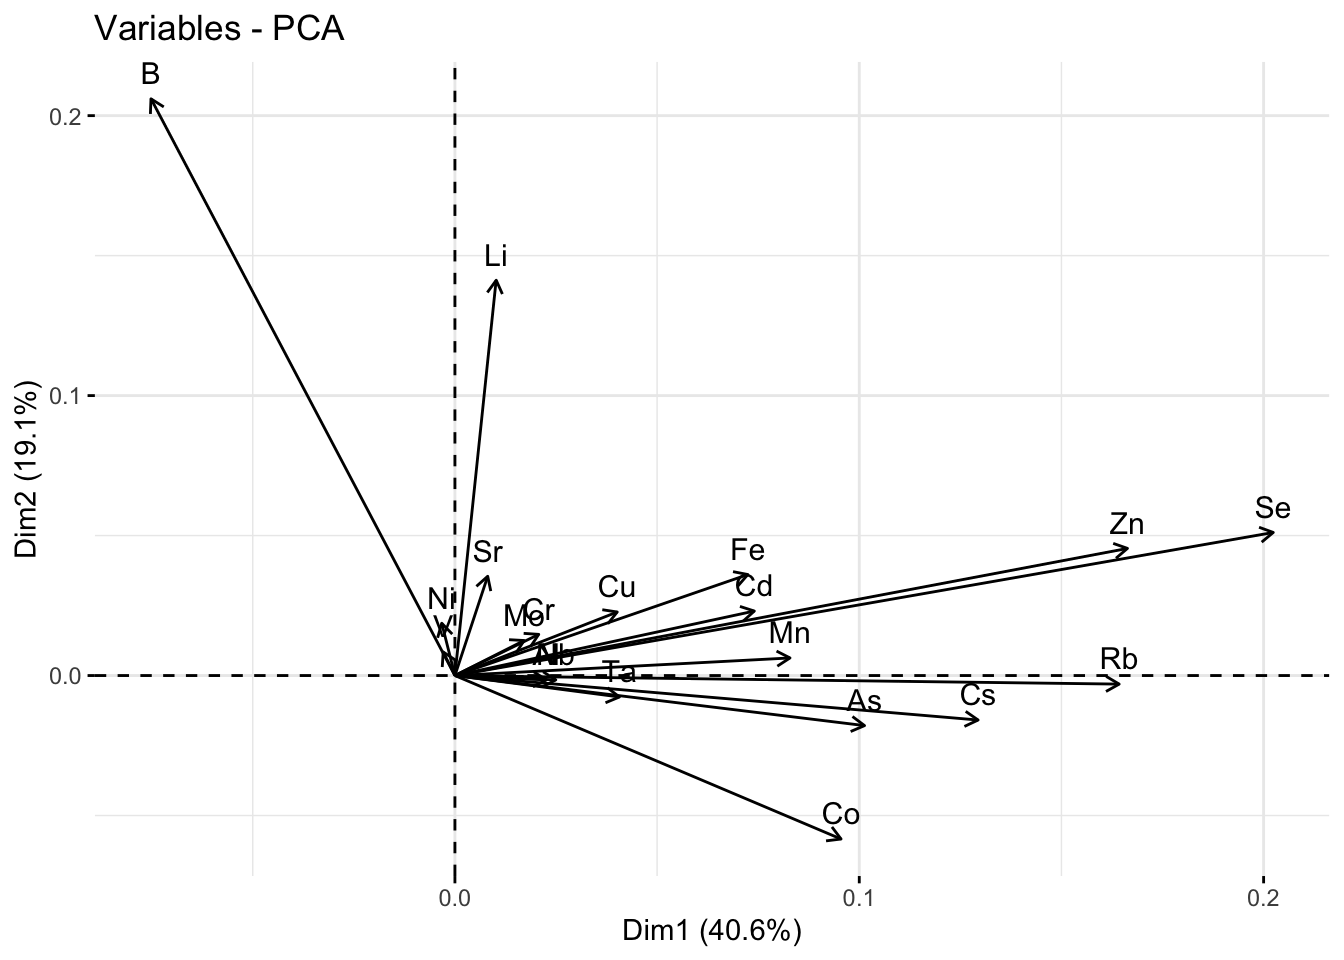 Variables - PCA
B
0.2
Li
Se
Zn
0.1
Dim2 (19.1%)
Sr
Fe
Cu
Cd
Ni
Mo
Cr
Mn
Nb
Rb
Ta
0.0
Cs
As
Co
0.0
0.1
0.2
Dim1 (40.6%)